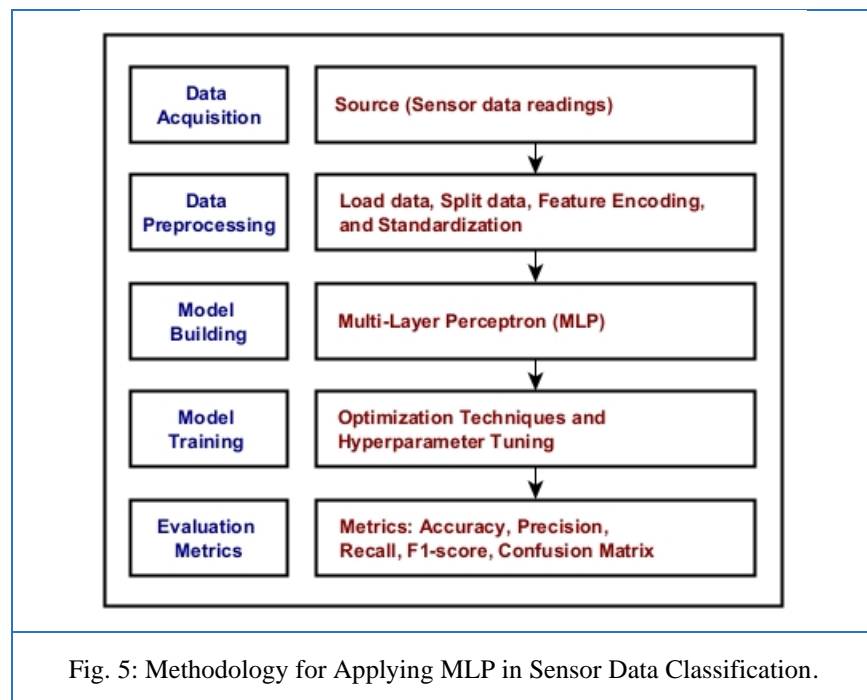 Data
Acquisition
Source (Sensor data readings)
Data
Preprocessing
Load data, Split data, Feature Encoding,
and Standardization
Model
Building
Multi-Layer Perceptron (MLP)
Model
Training
Optimization Techniques and
Hyperparameter Tuning
Evaluation
Metrics
Metrics: Accuracy, Precision,
Recall, F1-score, Confusion Matrix
Fig. 5: Methodology for Applying MLP in Sensor Data Classification.